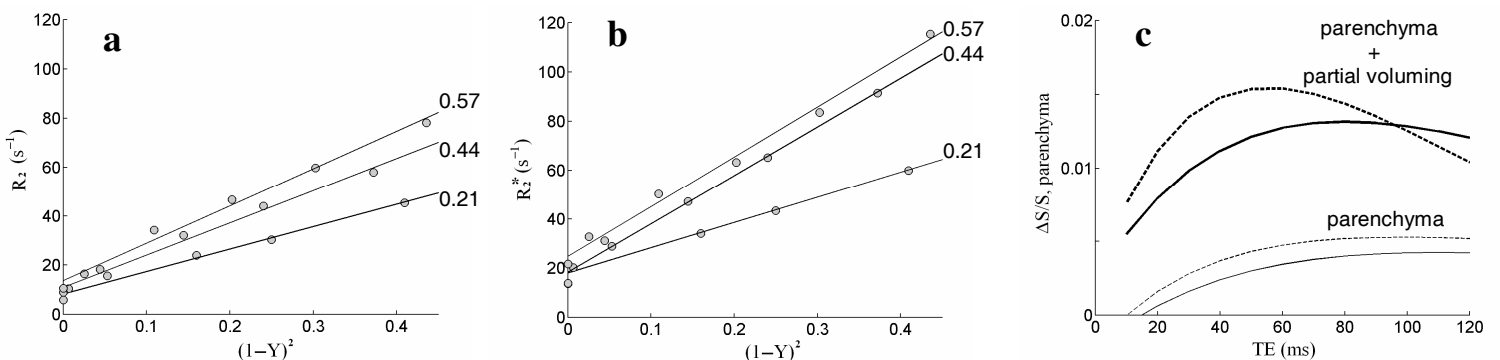 a
120
100
80
60
40
20
0
R₂ (s⁻¹)
0.57
0.44
0.21
0 0.1 0.2 0.3 0.4
(1−Y)²
b
120
100
80
60
40
20
0
R₂* (s⁻¹)
0.57
0.44
0.21
0 0.1 0.2 0.3 0.4
(1−Y)²
c
0.02
0.01
0
ΔS/S, parenchyma
parenchyma
+
partial voluming
parenchyma
0 20 40 60 80 100 120
TE (ms)